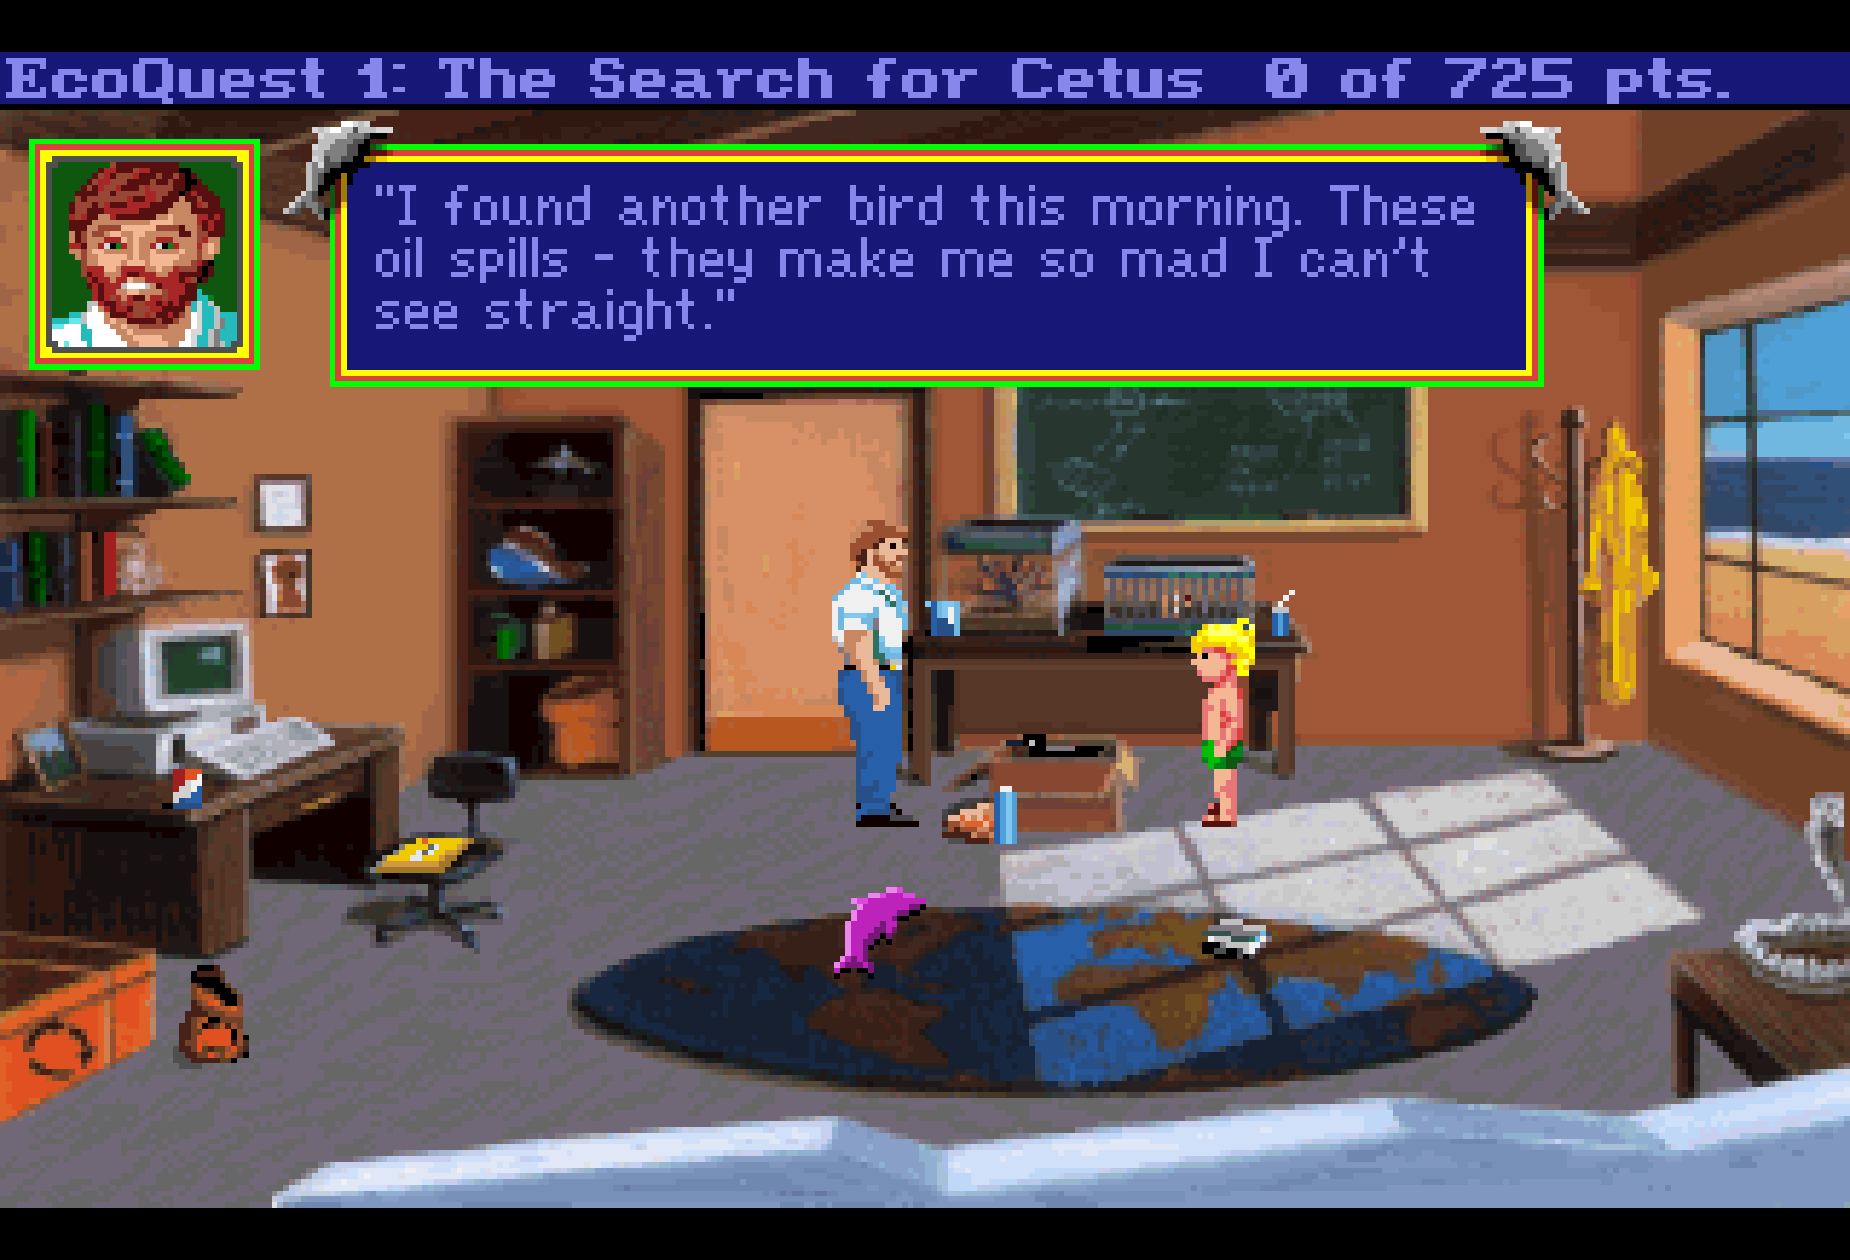 EcoQuest 1: The Search for Cetus 0 of 725 pts.
"I found another bird this morning. These
oil spills - they make me so mad I can't
see straight."